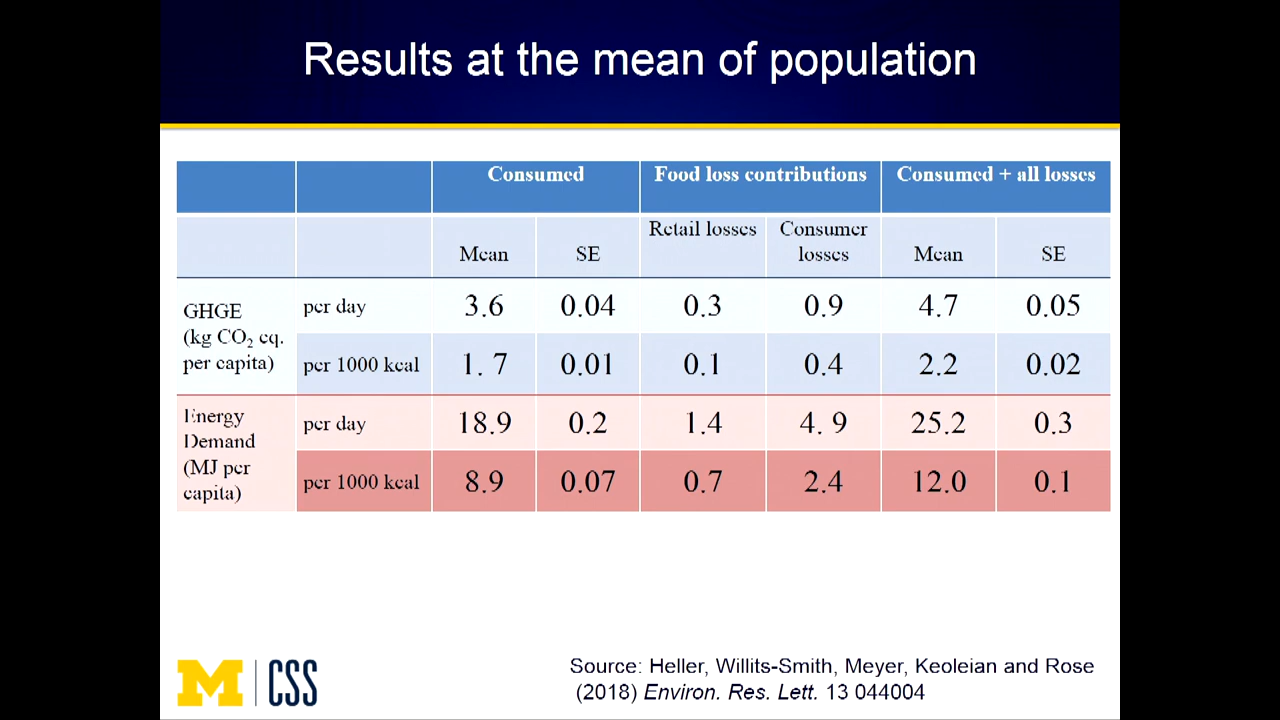 Results at the mean of population
Consumed Food loss contributions Consumed + all losses
Mean SE Retail losses Consumer losses Mean SE
GHGE (kg CO₂ eq. per capita) per day 3.6 0.04 0.3 0.9 4.7 0.05
per 1000 kcal 1. 7 0.01 0.1 0.4 2.2 0.02
Energy Demand (MJ per capita) per day 18.9 0.2 1.4 4. 9 25.2 0.3
per 1000 kcal 8.9 0.07 0.7 2.4 12.0 0.1
M CSS
Source: Heller, Willits-Smith, Meyer, Keoleian and Rose
(2018) Environ. Res. Lett. 13 044004